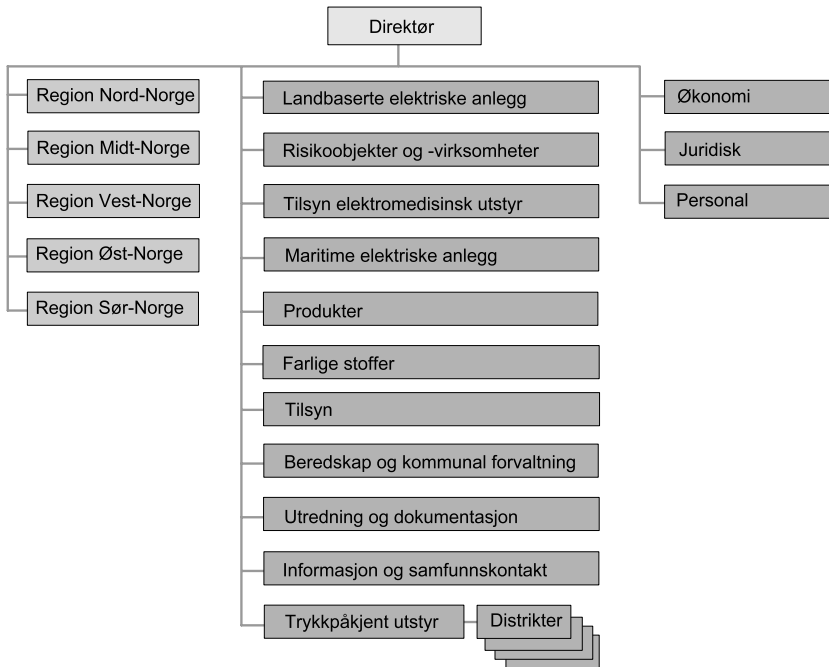 Direktør
Region Nord-Norge
Region Midt-Norge
Region Vest-Norge
Region Øst-Norge
Region Sør-Norge
Landbaserte elektriske anlegg
Risikoobjekter og -virksomheter
Tilsyn elektromedisinsk utstyr
Maritime elektriske anlegg
Produkter
Farlige stoffer
Tilsyn
Beredskap og kommunal forvaltning
Utredning og dokumentasjon
Informasjon og samfunnskontakt
Trykkpåkjent utstyr
Distrikter
Økonomi
Juridisk
Personal